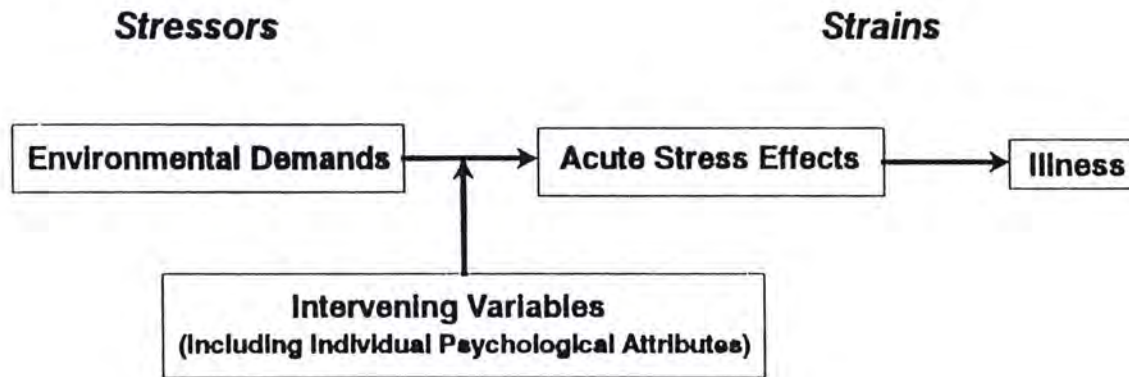 Stressors Strains
Environmental Demands Acute Stress Effects Illness
Intervening Variables
(Including Individual Psychological Attributes)